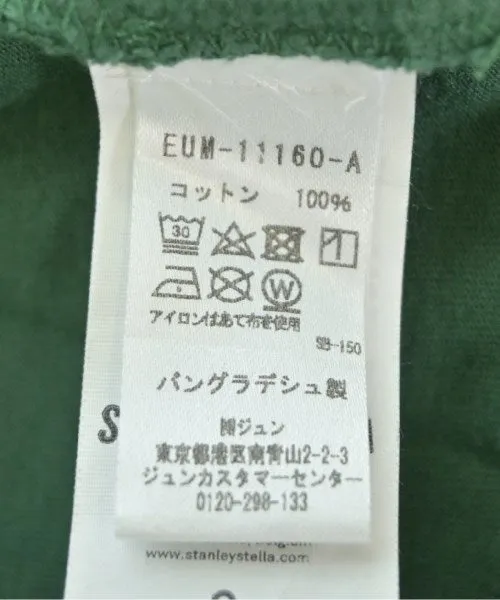 EUM-11160-A
コットン 100%
30
W
アイロンはあて布を使用
SB-150
バングラデシュ製
㈱ジュン
東京都港区南青山2-2-3
ジュンカスタマーセンター
0120-298-133
www.stanleystella.com